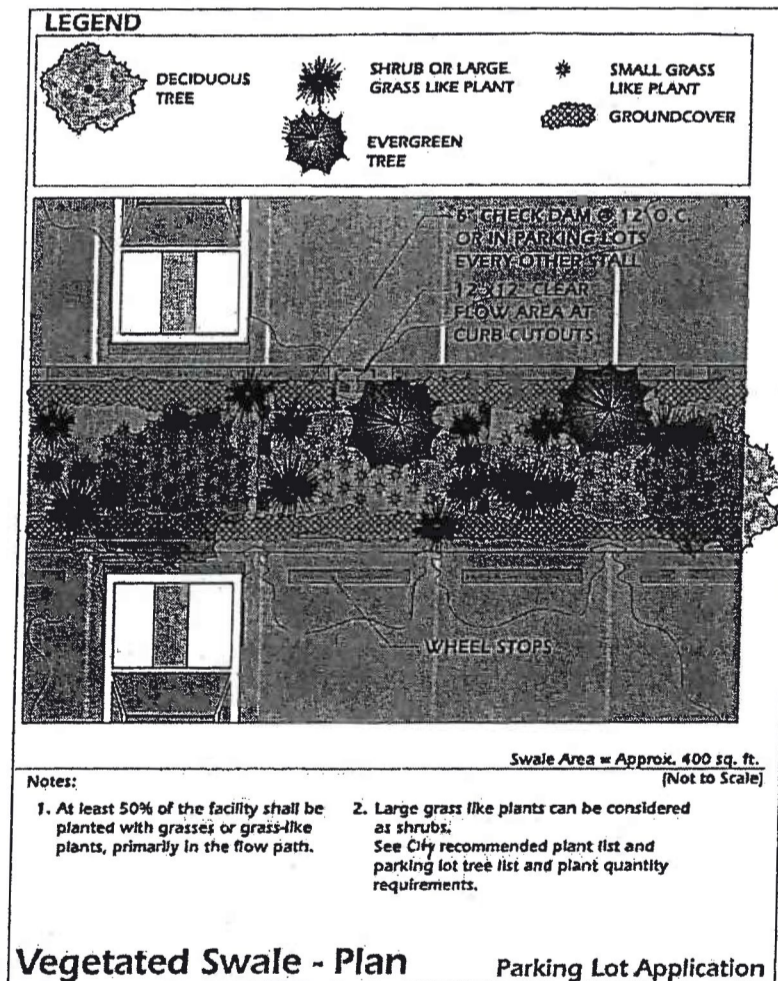 LEGEND
DECIDUOUS
TREE
SHRUB OR LARGE
GRASS LIKE PLANT
EVERGREEN
TREE
SMALL GRASS
LIKE PLANT
GROUNDCOVER
6" CHECK DAM @ 12' O.C.
OR IN PARKING LOTS
EVERY OTHER STALL
12"X12" CLEAR
FLOW AREA AT
CURB CUTOUTS.
WHEEL STOPS
Swale Area = Approx. 400 sq. ft.
(Not to Scale)
Notes:
1. At least 50% of the facility shall be
planted with grasses or grass-like
plants, primarily in the flow path.
2. Large grass like plants can be considered
as shrubs.
See City recommended plant list and
parking lot tree list and plant quantity
requirements.
Vegetated Swale - Plan
Parking Lot Application